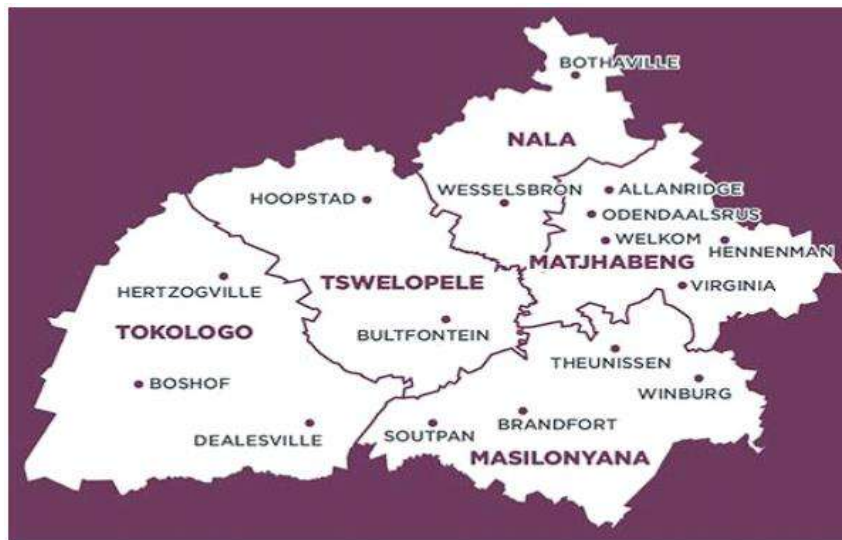 BOTHAVILLE
NALA
WESSELSBRON
ALLANRIDGE
HOOPSTAD
ODENDAALSRUS
WELKOM
HENNENMAN
MATJHABENG
HERTZOGVILLE
TSWELOPELE
VIRGINIA
TOKOLOGO
BULTFONTEIN
THEUNISSEN
BOSHOF
WINBURG
BRANDFORT
DEALESVILLE
SOUTPAN
MASILONYANA